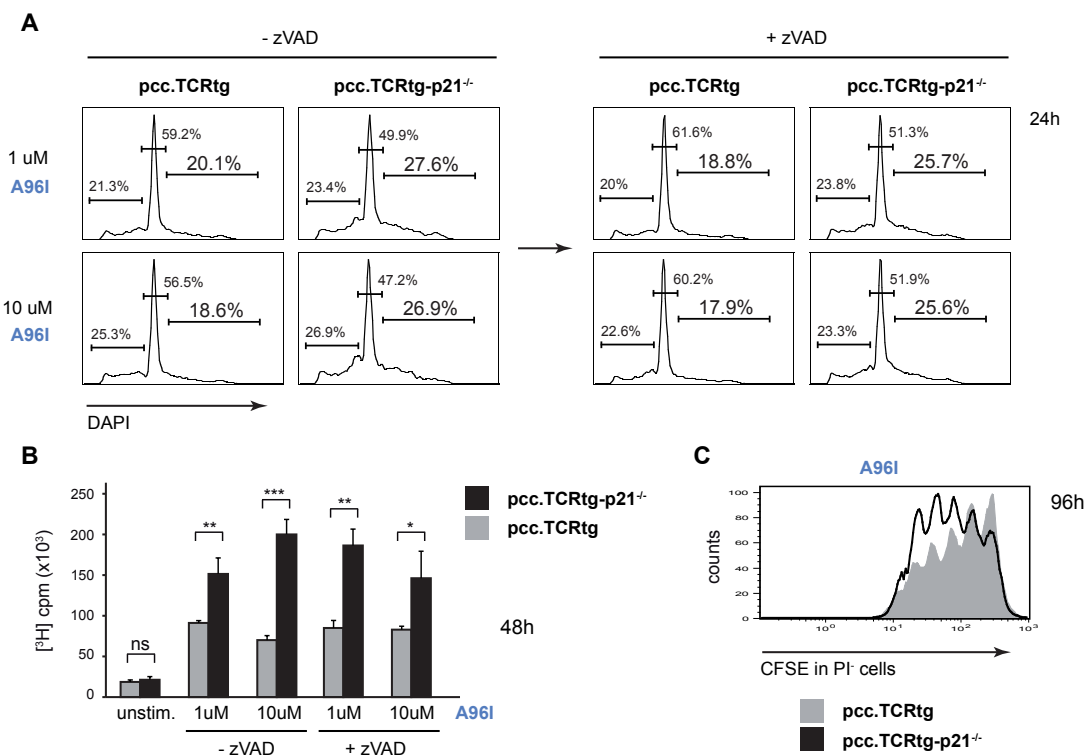 A
- zVAD
+ zVAD
pcc.TCRtg
pcc.TCRtg-p21-/-
pcc.TCRtg
pcc.TCRtg-p21-/-
24h
1 uM
A96I
59.2%
20.1%
21.3%
49.9%
27.6%
23.4%
61.6%
18.8%
20%
51.3%
25.7%
23.8%
10 uM
A96I
56.5%
18.6%
25.3%
47.2%
26.9%
26.9%
60.2%
17.9%
22.6%
51.9%
25.6%
23.3%
DAPI
B
[³H] cpm (x10³)
250
200
150
100
50
0
ns
**
***
**
*
pcc.TCRtg-p21-/-
pcc.TCRtg
48h
unstim.
1uM
10uM
1uM
10uM
A96I
- zVAD
+ zVAD
C
A96I
96h
counts
100
80
60
40
20
0
10⁰
10¹
10²
10³
CFSE in PI- cells
pcc.TCRtg
pcc.TCRtg-p21-/-